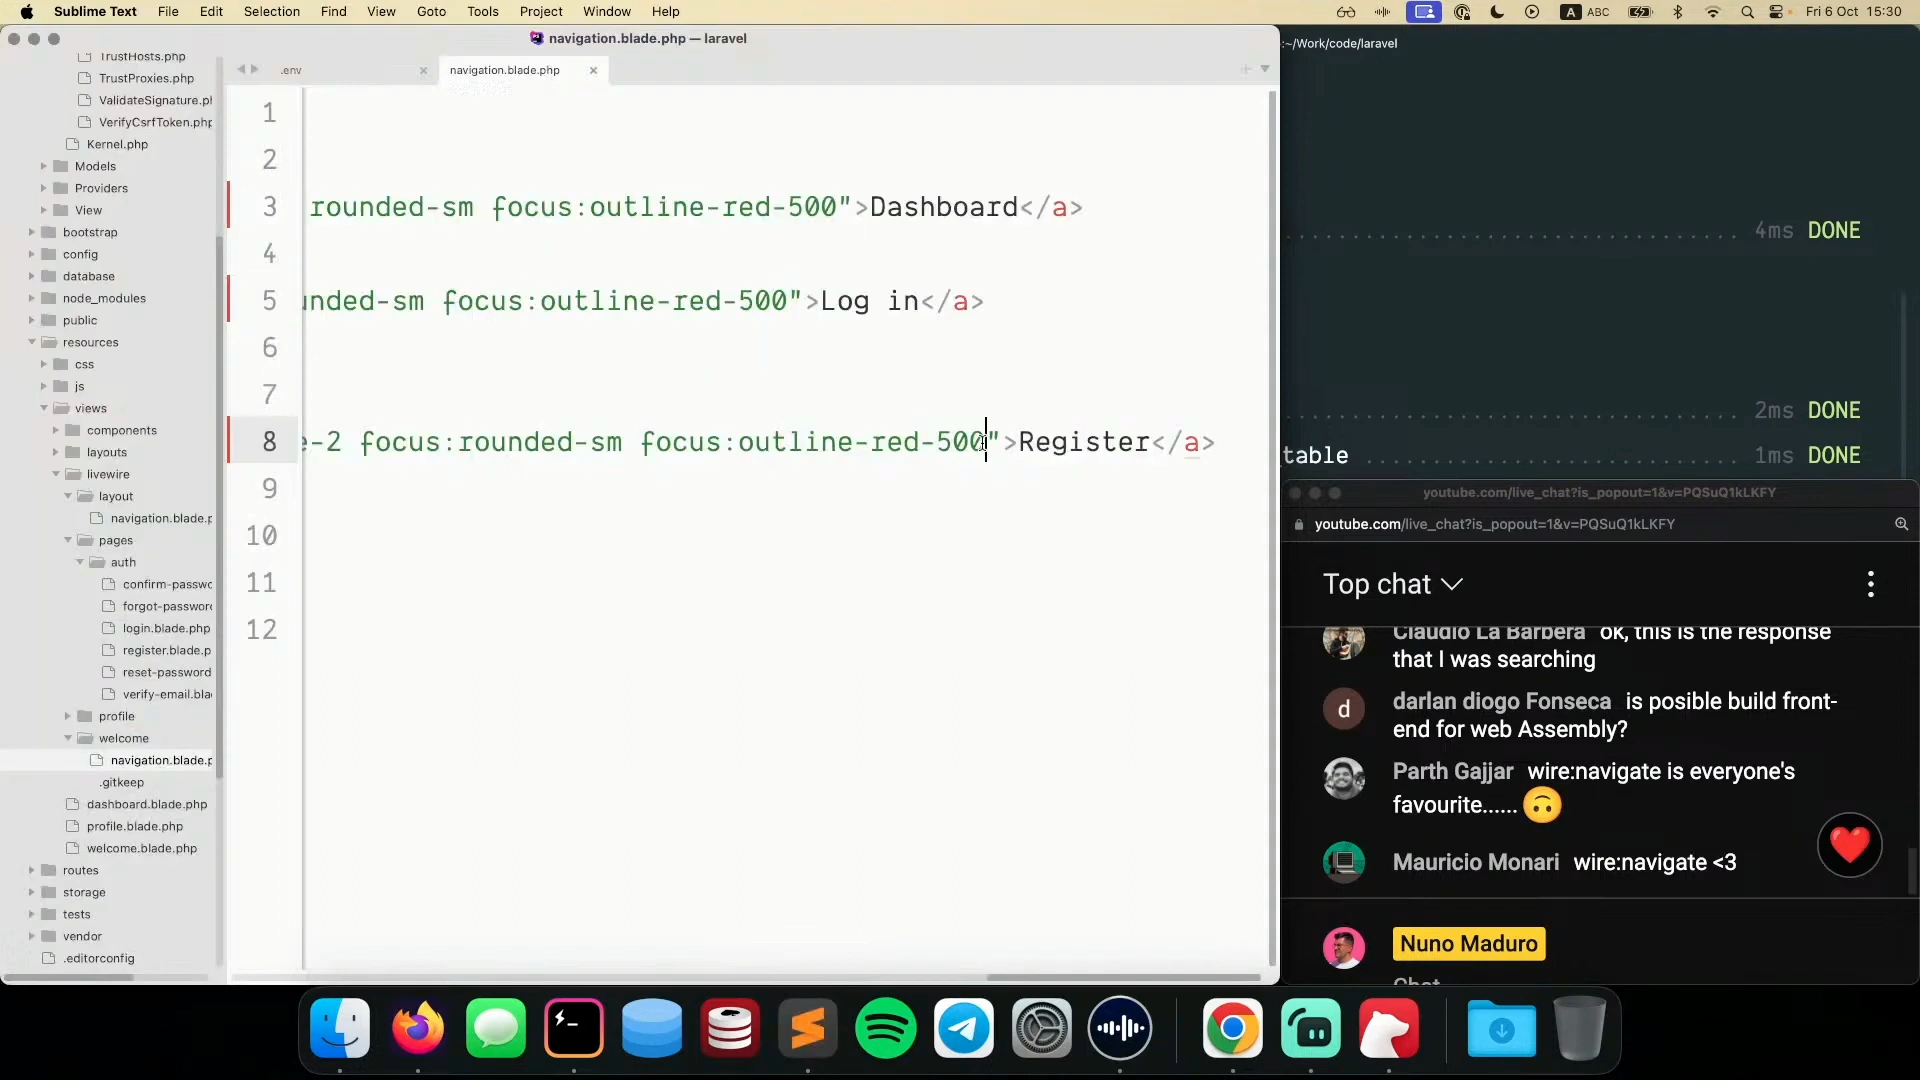 Sublime Text File Edit Selection Find View Goto Tools Project Window Help
A ABC Fri 6 Oct 15:30
navigation.blade.php — laravel
:~/Work/code/laravel
TrustHosts.php
TrustProxies.php
ValidateSignature.pl
VerifyCsrfToken.php
Kernel.php
Models
Providers
View
bootstrap
config
database
node_modules
public
resources
css
js
views
components
layouts
livewire
layout
navigation.blade.p
pages
auth
confirm-passwo
forgot-password
login.blade.php
register.blade.p
reset-password
verify-email.bla
profile
welcome
navigation.blade.p
.gitkeep
dashboard.blade.php
profile.blade.php
welcome.blade.php
routes
storage
tests
vendor
.editorconfig
.env
navigation.blade.php
1
2
3 rounded-sm focus:outline-red-500">Dashboard</a>
4
5 unded-sm focus:outline-red-500">Log in</a>
6
7
8 e-2 focus:rounded-sm focus:outline-red-500">Register</a>
9
10
11
12
4ms DONE
2ms DONE
table 1ms DONE
youtube.com/live_chat?is_popout=1&v=PQSuQ1kLKFY
youtube.com/live_chat?is_popout=1&v=PQSuQ1kLKFY
Top chat
Claudio La Barbera ok, this is the response
that I was searching
d darlan diogo Fonseca is posible build front-
end for web Assembly?
Parth Gajjar wire:navigate is everyone's
favourite...... 🙃
Mauricio Monari wire:navigate <3
Nuno Maduro